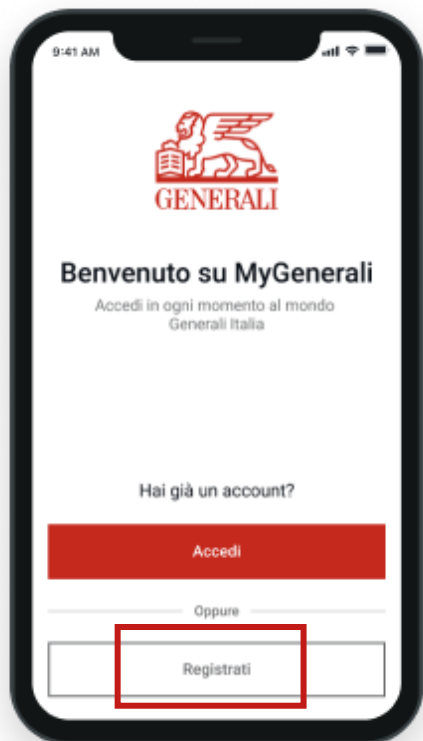 9:41 AM
GENERALI
Benvenuto su MyGenerali
Accedi in ogni momento al mondo
Generali Italia
Hai già un account?
Accedi
Oppure
Registrati